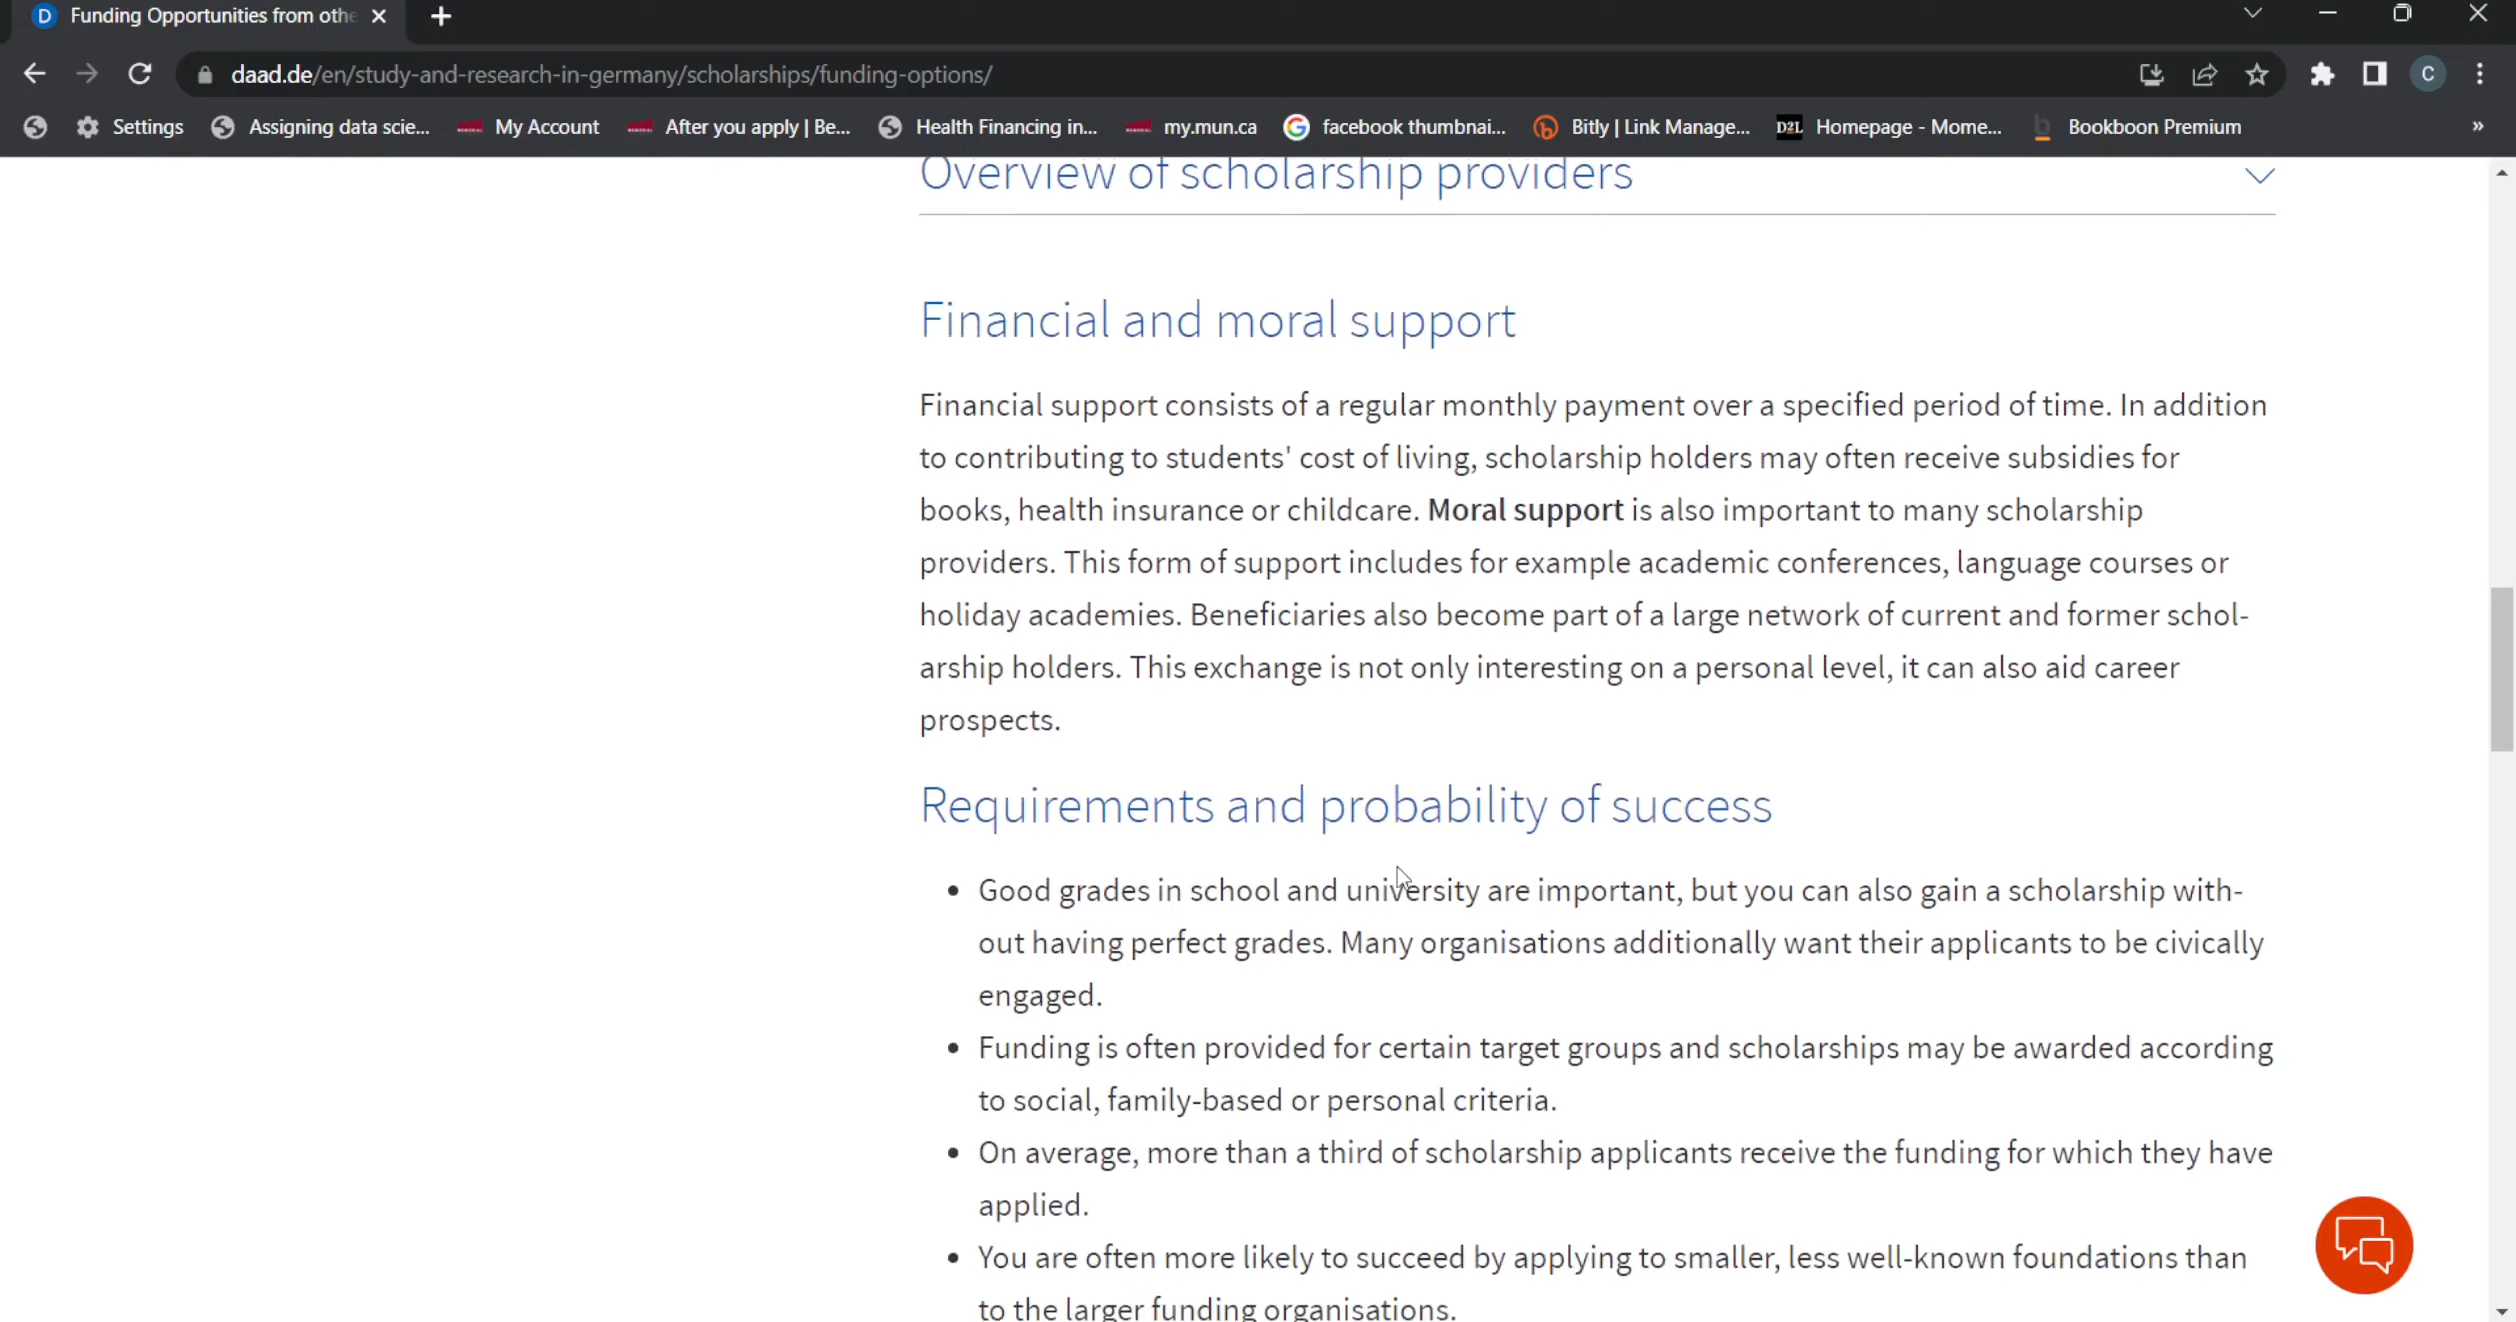 D Funding Opportunities from othe
daad.de/en/study-and-research-in-germany/scholarships/funding-options/
C
Settings Assigning data scie... My Account After you apply | Be... Health Financing in... my.mun.ca G facebook thumbnai... b Bitly | Link Manage... D2L Homepage - Mome... b Bookboon Premium »
Overview of scholarship providers
Financial and moral support
Financial support consists of a regular monthly payment over a specified period of time. In addition
to contributing to students' cost of living, scholarship holders may often receive subsidies for
books, health insurance or childcare. Moral support is also important to many scholarship
providers. This form of support includes for example academic conferences, language courses or
holiday academies. Beneficiaries also become part of a large network of current and former schol-
arship holders. This exchange is not only interesting on a personal level, it can also aid career
prospects.
Requirements and probability of success
• Good grades in school and university are important, but you can also gain a scholarship with-
out having perfect grades. Many organisations additionally want their applicants to be civically
engaged.
• Funding is often provided for certain target groups and scholarships may be awarded according
to social, family-based or personal criteria.
• On average, more than a third of scholarship applicants receive the funding for which they have
applied.
• You are often more likely to succeed by applying to smaller, less well-known foundations than
to the larger funding organisations.